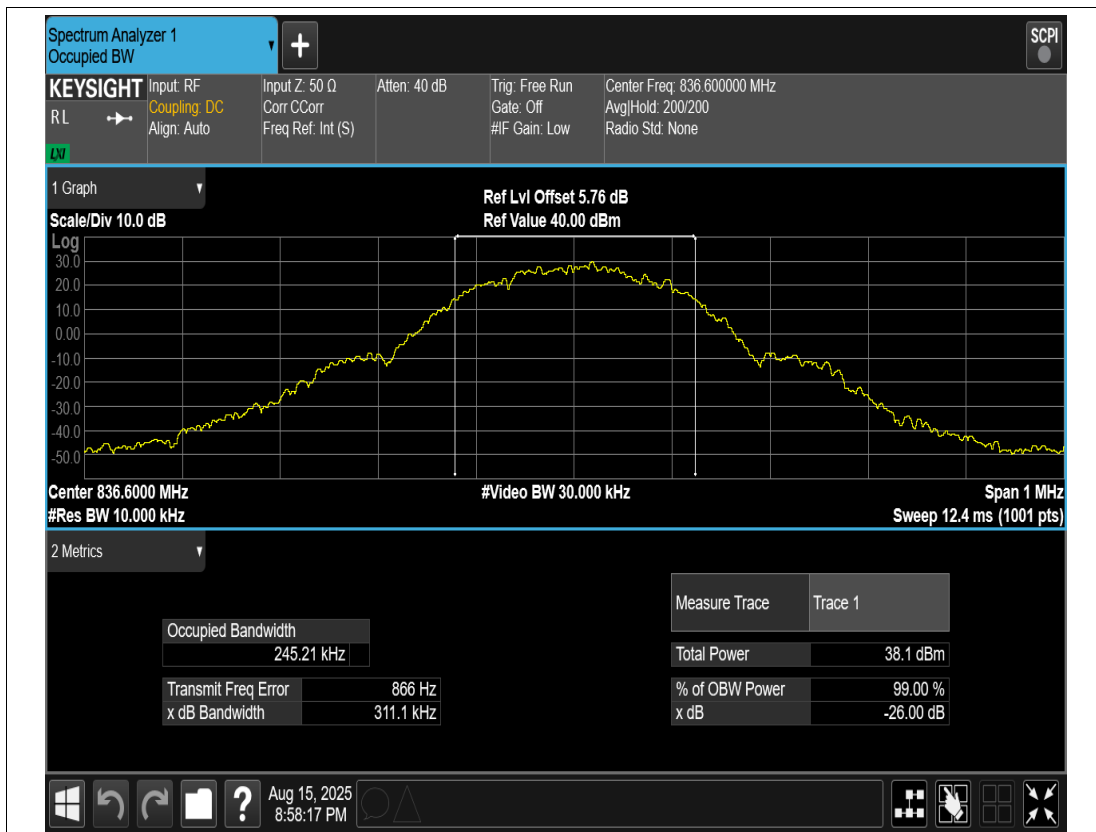 Spectrum Analyzer 1
Occupied BW
+
SCPI
KEYSIGHT
RL
LXI
Input: RF
Coupling: DC
Align: Auto
Input Z: 50 Ω
Corr CCorr
Freq Ref: Int (S)
Atten: 40 dB
Trig: Free Run
Gate: Off
#IF Gain: Low
Center Freq: 836.600000 MHz
Avg|Hold: 200/200
Radio Std: None
1 Graph
Scale/Div 10.0 dB
Ref Lvl Offset 5.76 dB
Ref Value 40.00 dBm
Log
30.0
20.0
10.0
0.00
-10.0
-20.0
-30.0
-40.0
-50.0
Center 836.6000 MHz
#Video BW 30.000 kHz
Span 1 MHz
#Res BW 10.000 kHz
Sweep 12.4 ms (1001 pts)
2 Metrics
Occupied Bandwidth
245.21 kHz
Transmit Freq Error 866 Hz
x dB Bandwidth 311.1 kHz
Measure Trace Trace 1
Total Power 38.1 dBm
% of OBW Power 99.00 %
x dB -26.00 dB
?
Aug 15, 2025
8:58:17 PM